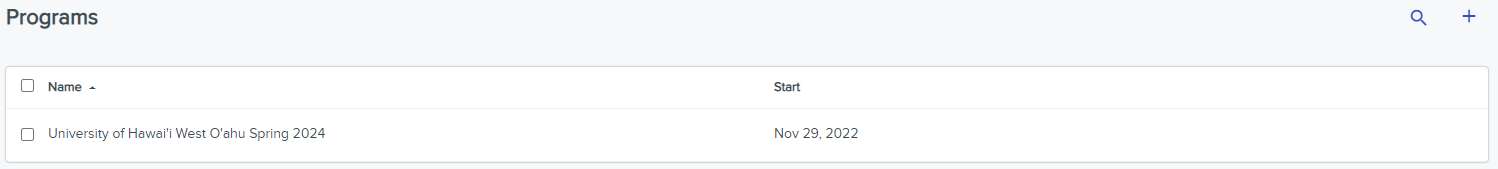 Programs
Name Start
University of Hawai'i West O'ahu Spring 2024 Nov 29, 2022